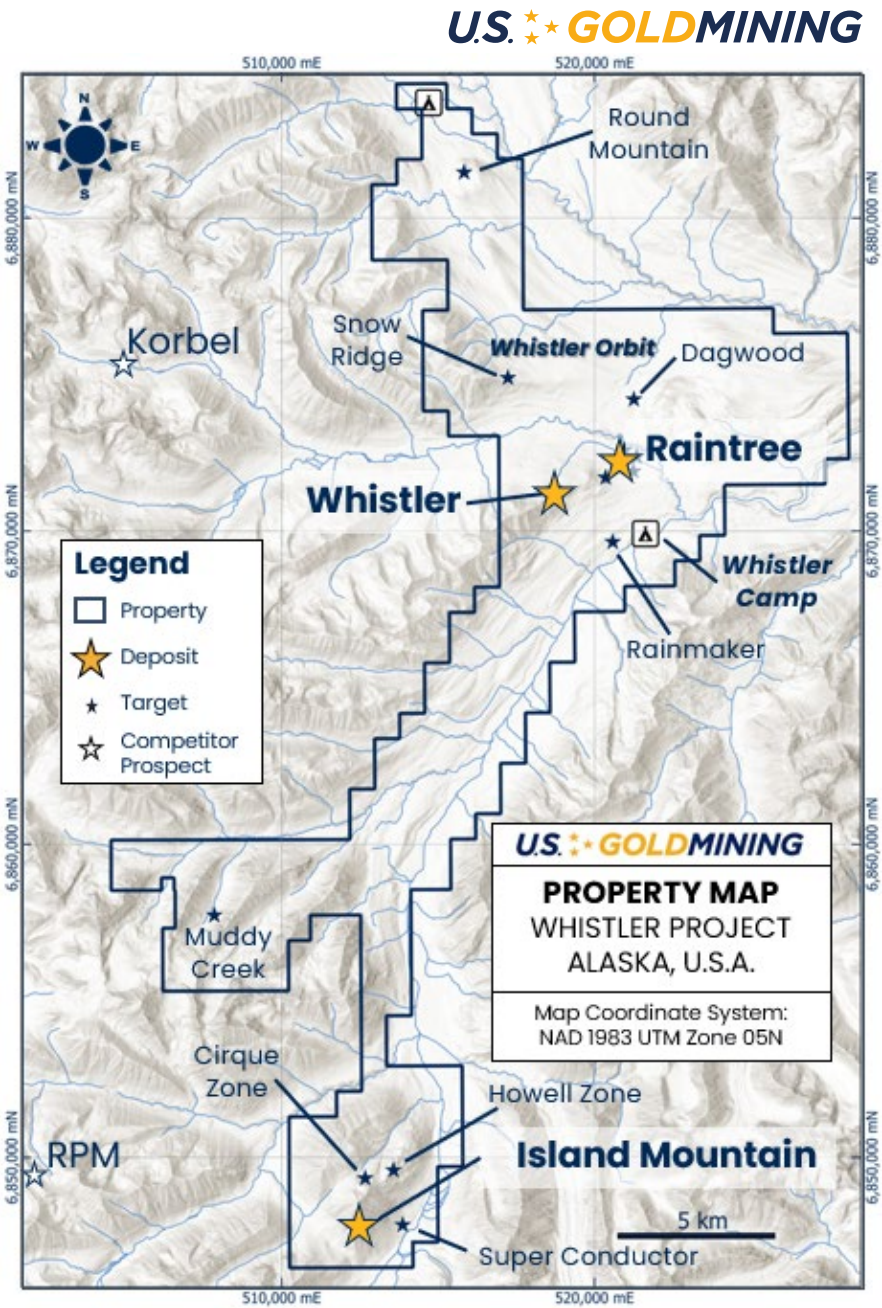 U.S. GOLDMINING
510,000 mE
520,000 mE
N
W
E
S
Round
Mountain
6,880,000 mN
6,880,000 mN
Korbel
Snow
Ridge
Whistler Orbit
Dagwood
Raintree
Whistler
6,870,000 mN
6,870,000 mN
Whistler
Camp
Rainmaker
Legend
Property
Deposit
Target
Competitor
Prospect
6,860,000 mN
6,860,000 mN
U.S. GOLDMINING
PROPERTY MAP
WHISTLER PROJECT
ALASKA, U.S.A.
Map Coordinate System:
NAD 1983 UTM Zone 05N
Muddy
Creek
Cirque
Zone
Howell Zone
RPM
Island Mountain
6,850,000 mN
6,850,000 mN
5 km
Super Conductor
510,000 mE
520,000 mE